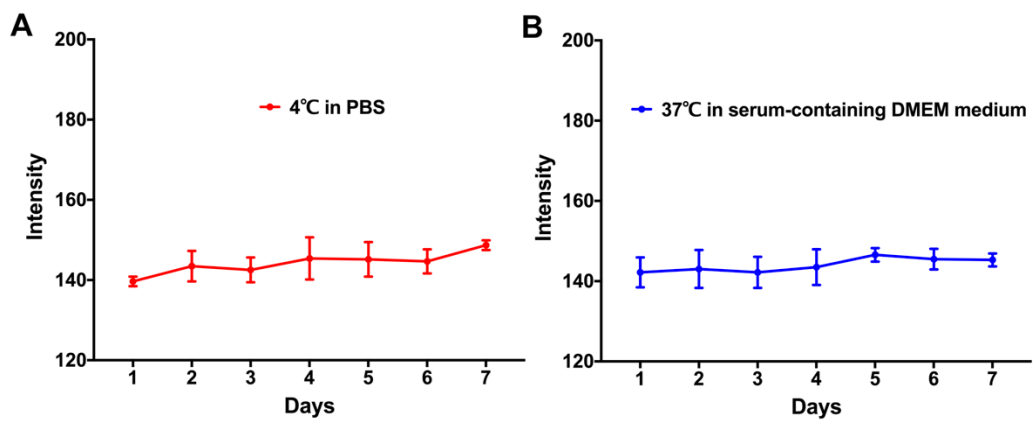 A
200
180
160
140
120
Intensity
4℃ in PBS
1 2 3 4 5 6 7
Days
B
200
180
160
140
120
Intensity
37℃ in serum-containing DMEM medium
1 2 3 4 5 6 7
Days